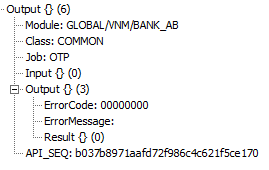 Output {} (6)
Module: GLOBAL/VNM/BANK_AB
Class: COMMON
Job: OTP
Input {} (0)
Output {} (3)
ErrorCode: 00000000
ErrorMessage:
Result {} (0)
API_SEQ: b037b8971aafd72f986c4c621f5ce170